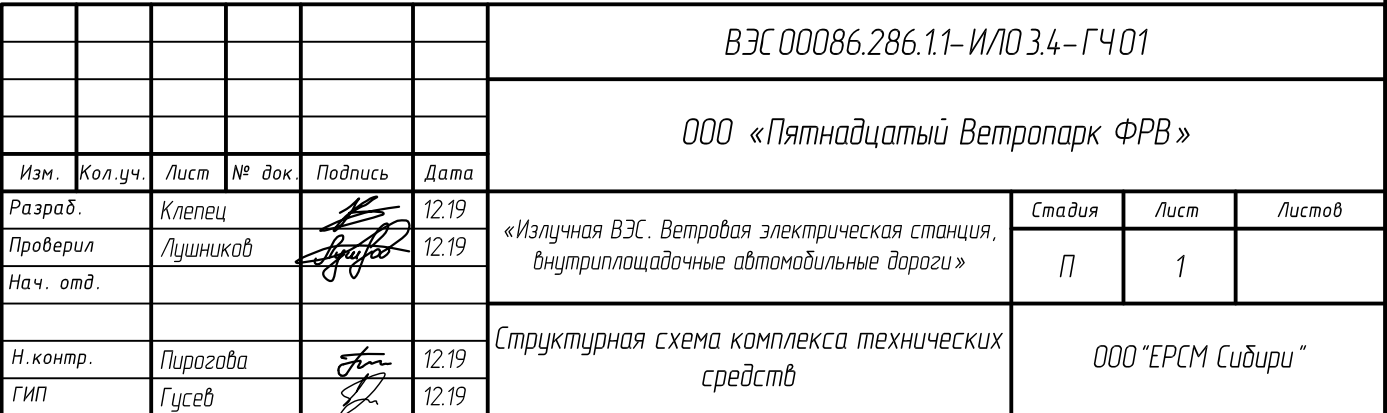 ВЭС 00086.286.1.1-ИЛО 3.4-ГЧ 01
ООО «Пятнадцатый Ветропарк ФРВ»
Изм. Кол.уч. Лист № док. Подпись Дата
Разраб. Клепец 12.19
Проверил Лушников 12.19
Нач. отд.
Н.контр. Пирогова 12.19
ГИП Гусев 12.19
«Излучная ВЭС. Ветровая электрическая станция,
внутриплощадочные автомобильные дороги»
Стадия Лист Листов
П 1
Структурная схема комплекса технических
средств
ООО "ЕРСМ Сибири"